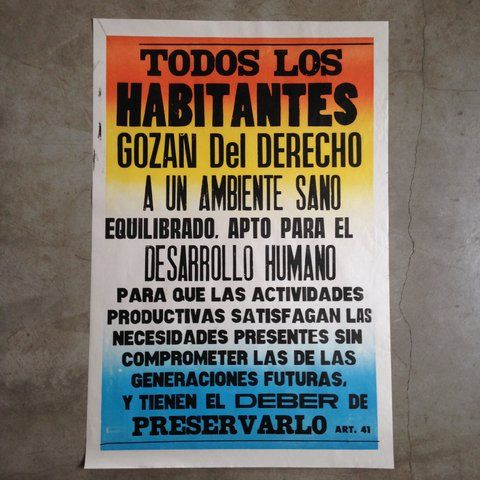 TODOS LOS
HABITANTES
GOZAN Del DERECHO
A UN AMBIENTE SANO
EQUILIBRADO, APTO PARA EL
DESARROLLO HUMANO
PARA QUE LAS ACTIVIDADES
PRODUCTIVAS SATISFAGAN LAS
NECESIDADES PRESENTES SIN
COMPROMETER LAS DE LAS
GENERACIONES FUTURAS,
Y TIENEN EL DEBER DE
PRESERVARLO ART. 41